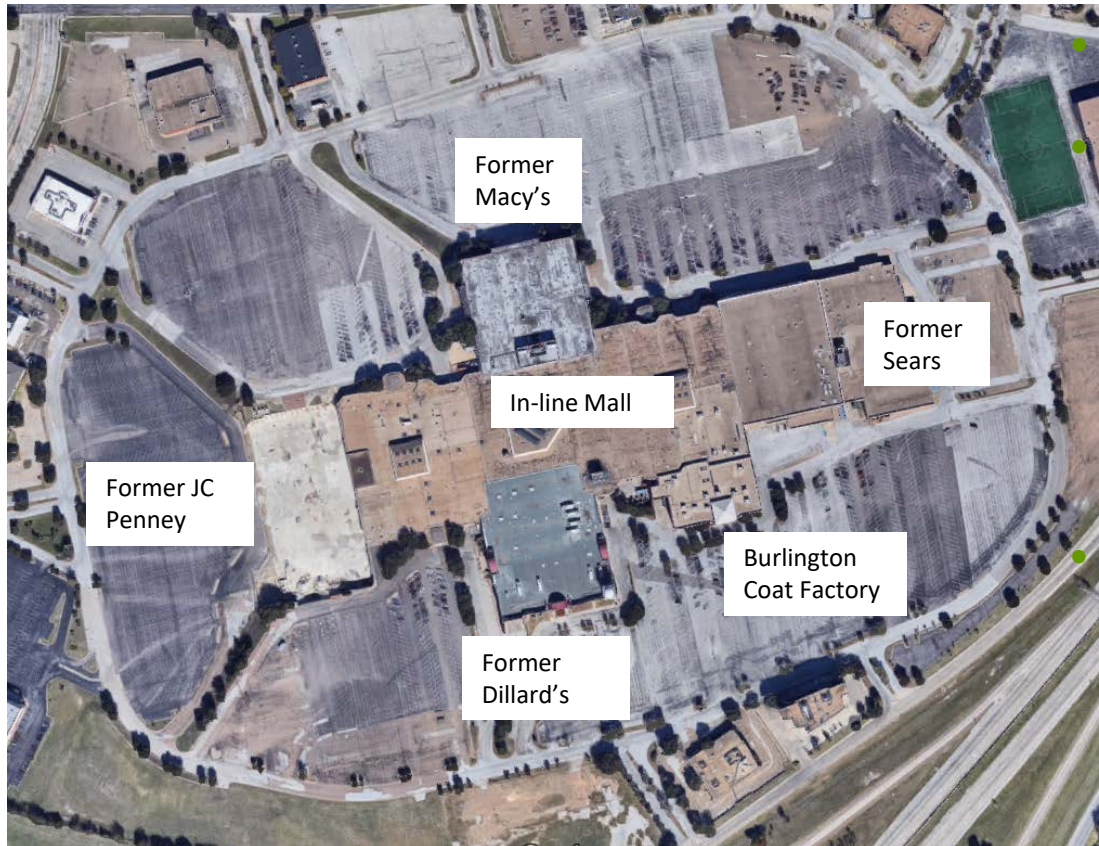 Former
Macy's
Former
Sears
In-line Mall
Former JC
Penney
Burlington
Coat Factory
Former
Dillard's